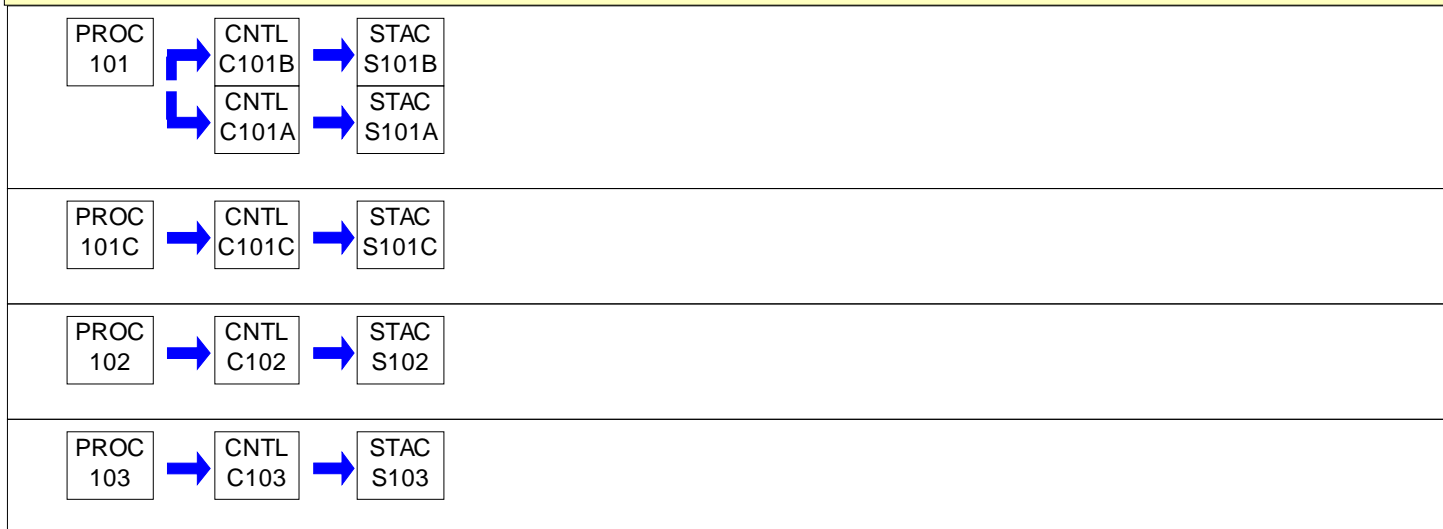 PROC
101
CNTL
C101B
STAC
S101B
CNTL
C101A
STAC
S101A
PROC
101C
CNTL
C101C
STAC
S101C
PROC
102
CNTL
C102
STAC
S102
PROC
103
CNTL
C103
STAC
S103